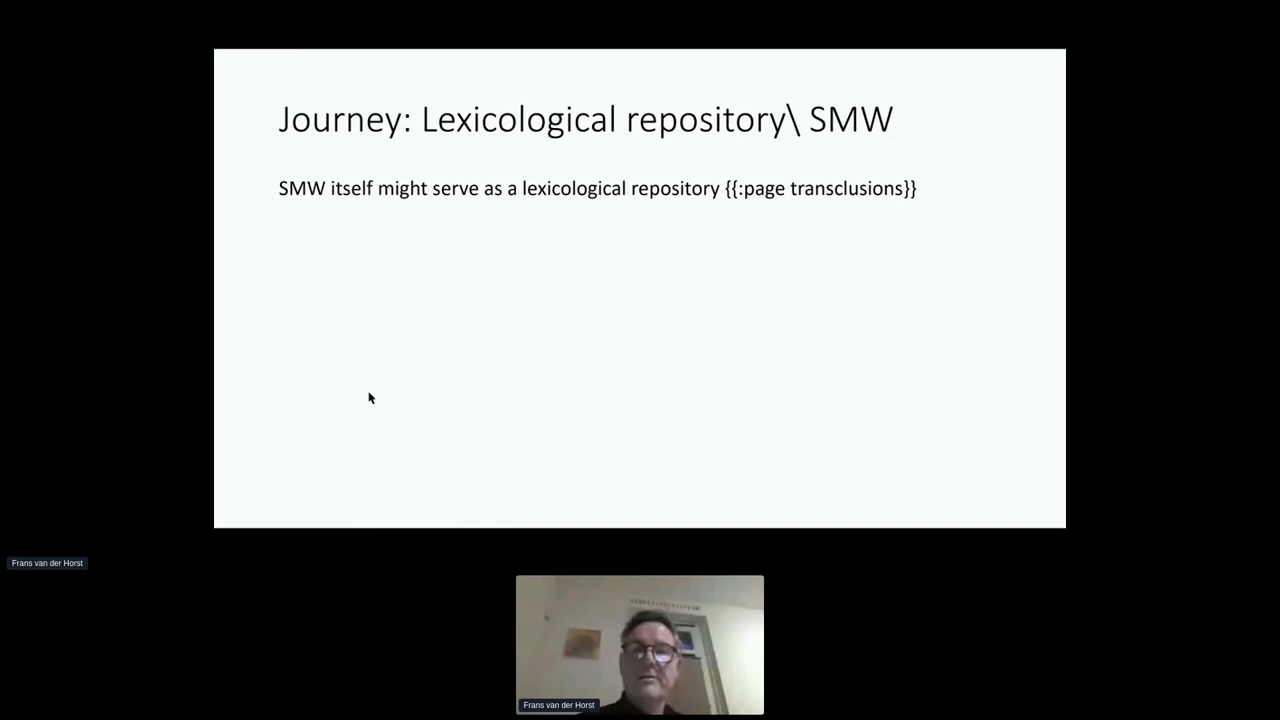 Journey: Lexicological repository\ SMW
SMW itself might serve as a lexicological repository {{:page transclusions}}
Frans van der Horst
Frans van der Horst